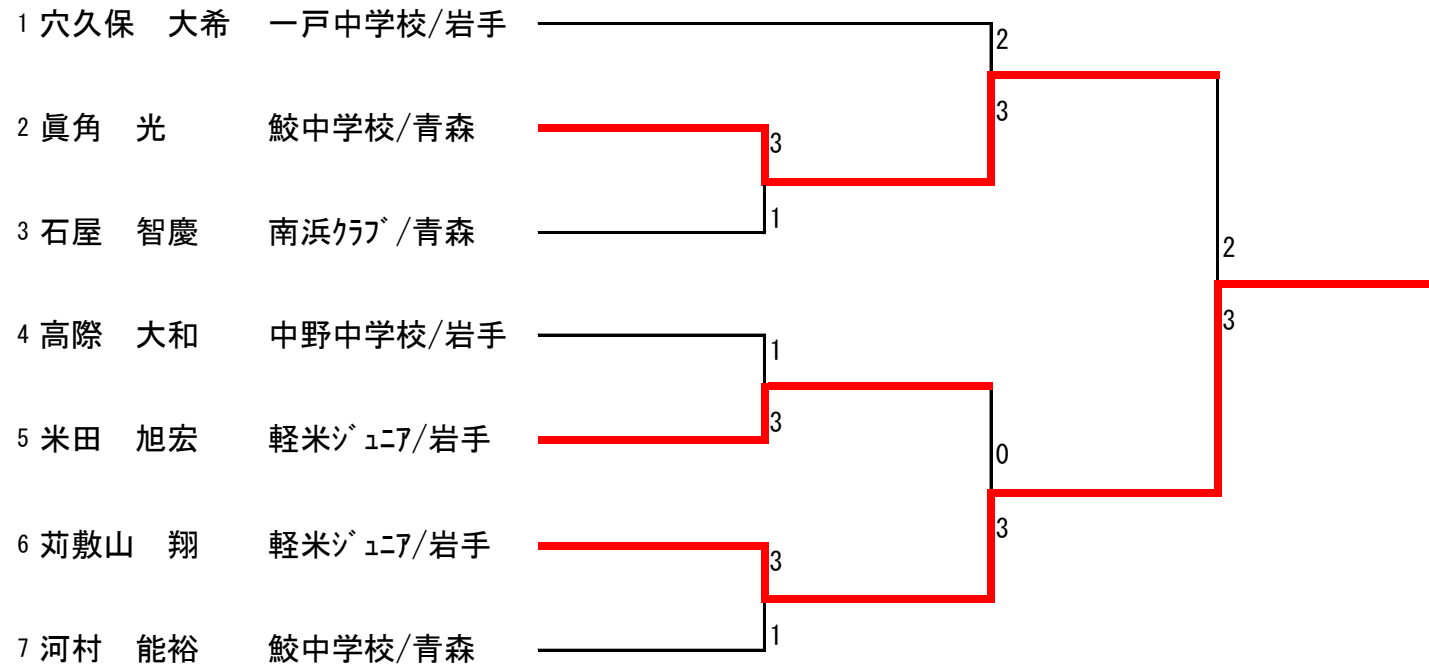 1 穴久保　大希　一戸中学校/岩手
2
3
2 眞角　光　鮫中学校/青森
3
1
3 石屋　智慶　南浜ｸﾗﾌﾞ/青森
2
3
4 高際　大和　中野中学校/岩手
1
3
5 米田　旭宏　軽米ｼﾞｭﾆｱ/岩手
0
3
6 苅敷山　翔　軽米ｼﾞｭﾆｱ/岩手
3
1
7 河村　能裕　鮫中学校/青森